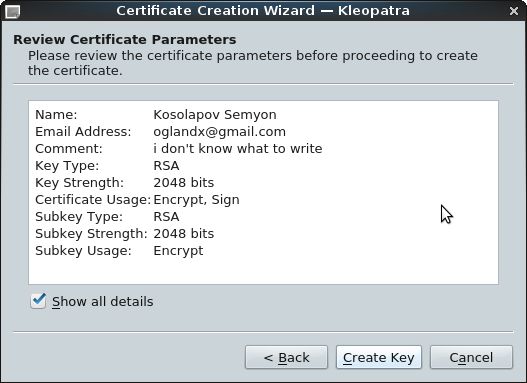 Certificate Creation Wizard — Kleopatra
Review Certificate Parameters
Please review the certificate parameters before proceeding to create
the certificate.
Name: Kosolapov Semyon
Email Address: oglandx@gmail.com
Comment: i don't know what to write
Key Type: RSA
Key Strength: 2048 bits
Certificate Usage: Encrypt, Sign
Subkey Type: RSA
Subkey Strength: 2048 bits
Subkey Usage: Encrypt
Show all details
< Back Create Key Cancel